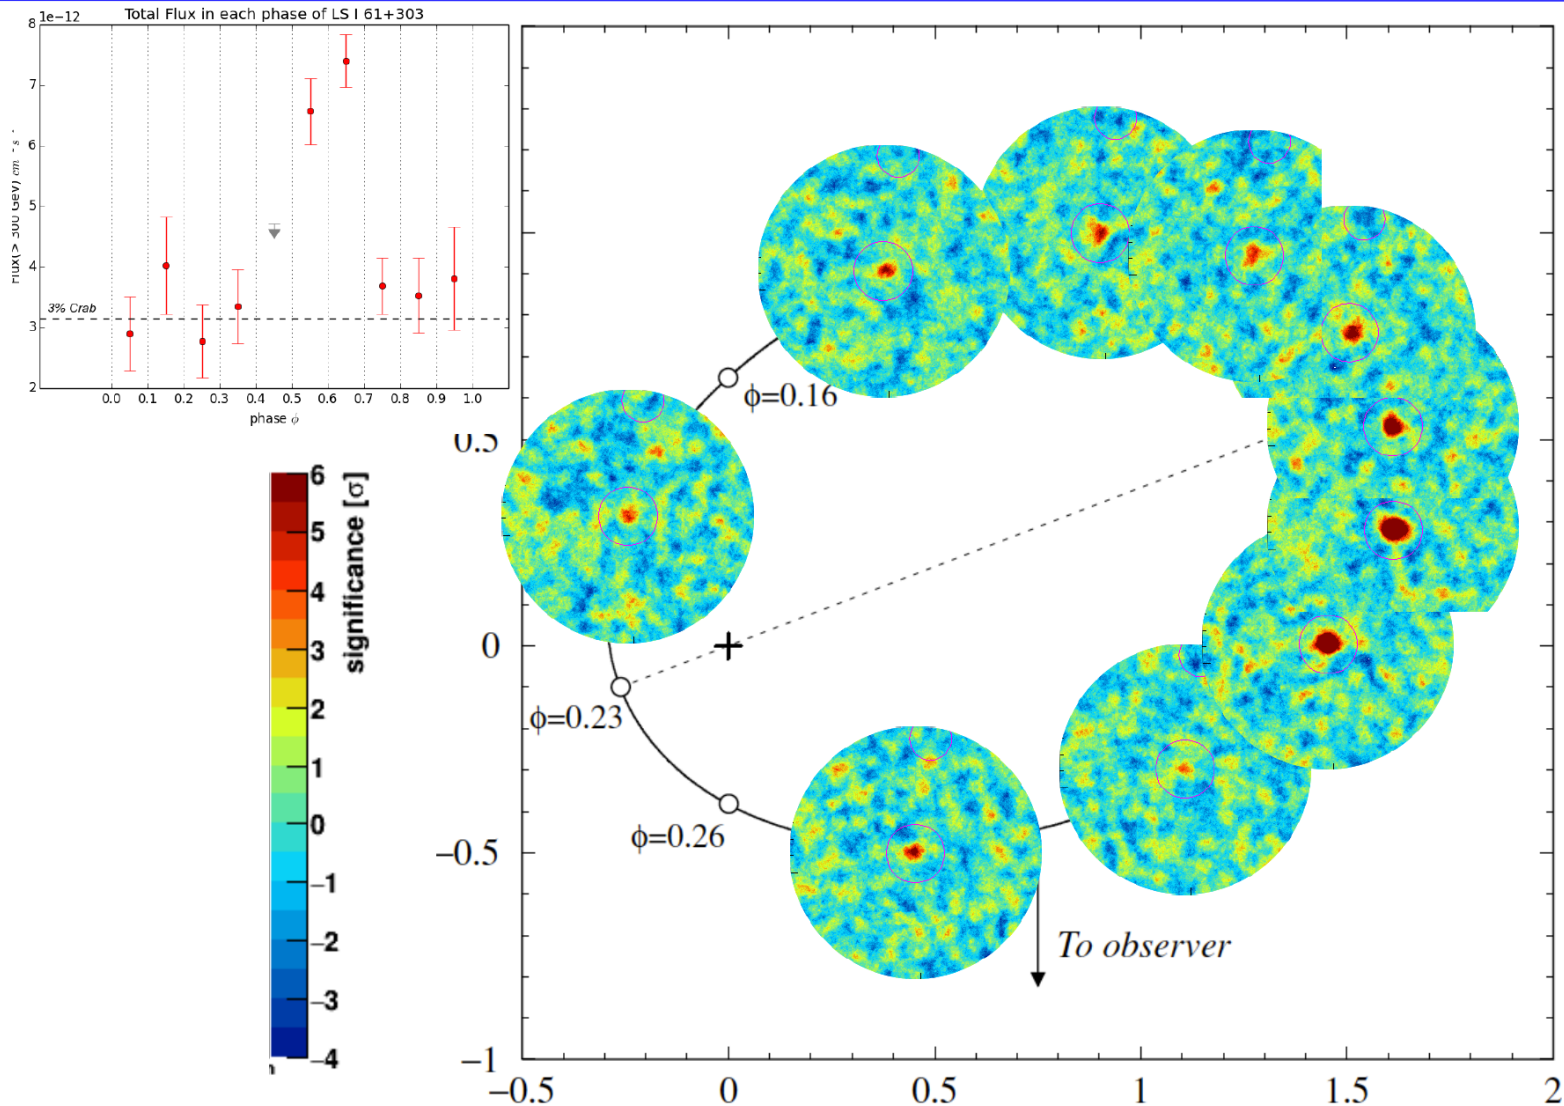 Total Flux in each phase of LS I 61+303
1e−12
8
7
6
5
4
3
2
Flux(> 300 GeV) cm⁻ s⁻
3% Crab
0.0 0.1 0.2 0.3 0.4 0.5 0.6 0.7 0.8 0.9 1.0
phase ϕ
6
5
4
3
2
1
0
−1
−2
−3
−4
significance [σ]
0.5
0
−0.5
−1
ϕ=0.16
ϕ=0.23
ϕ=0.26
To observer
−0.5 0 0.5 1 1.5 2